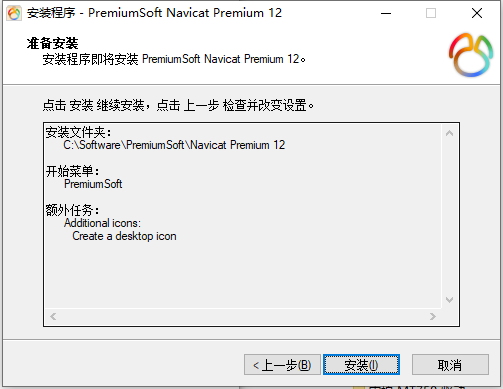 安装程序 - PremiumSoft Navicat Premium 12
准备安装
安装程序即将安装 PremiumSoft Navicat Premium 12。
点击 安装 继续安装，点击 上一步 检查并改变设置。
安装文件夹：
C:\Software\PremiumSoft\Navicat Premium 12
开始菜单：
PremiumSoft
额外任务：
Additional icons:
Create a desktop icon
< 上一步(B)
安装(I)
取消